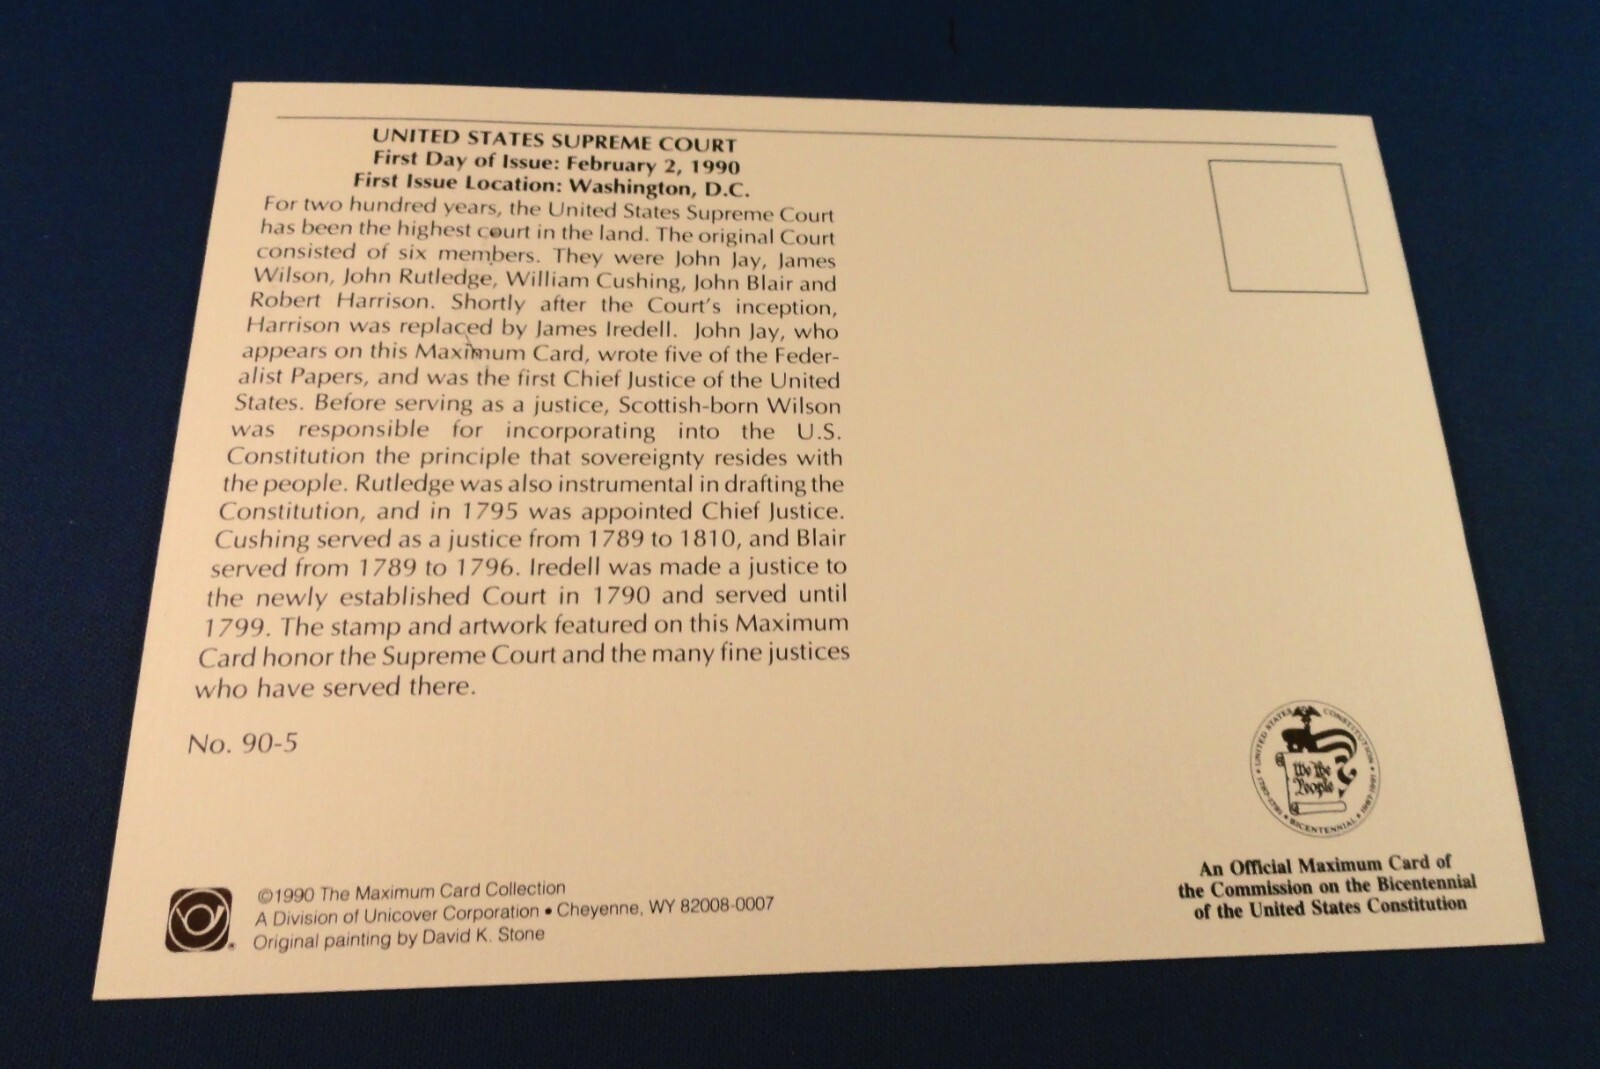 UNITED STATES SUPREME COURT
First Day of Issue: February 2, 1990
First Issue Location: Washington, D.C.
For two hundred years, the United States Supreme Court
has been the highest court in the land. The original Court
consisted of six members. They were John Jay, James
Wilson, John Rutledge, William Cushing, John Blair and
Robert Harrison. Shortly after the Court's inception,
Harrison was replaced by James Iredell. John Jay, who
appears on this Maximum Card, wrote five of the Feder-
alist Papers, and was the first Chief Justice of the United
States. Before serving as a justice, Scottish-born Wilson
was responsible for incorporating into the U.S.
Constitution the principle that sovereignty resides with
the people. Rutledge was also instrumental in drafting the
Constitution, and in 1795 was appointed Chief Justice.
Cushing served as a justice from 1789 to 1810, and Blair
served from 1789 to 1796. Iredell was made a justice to
the newly established Court in 1790 and served until
1799. The stamp and artwork featured on this Maximum
Card honor the Supreme Court and the many fine justices
who have served there.
No. 90-5
©1990 The Maximum Card Collection
A Division of Unicover Corporation • Cheyenne, WY 82008-0007
Original painting by David K. Stone
®
UNITED STATES CONSTITUTION
We the
People
1787-1987 • BICENTENNIAL • 1791-1991
An Official Maximum Card of
the Commission on the Bicentennial
of the United States Constitution